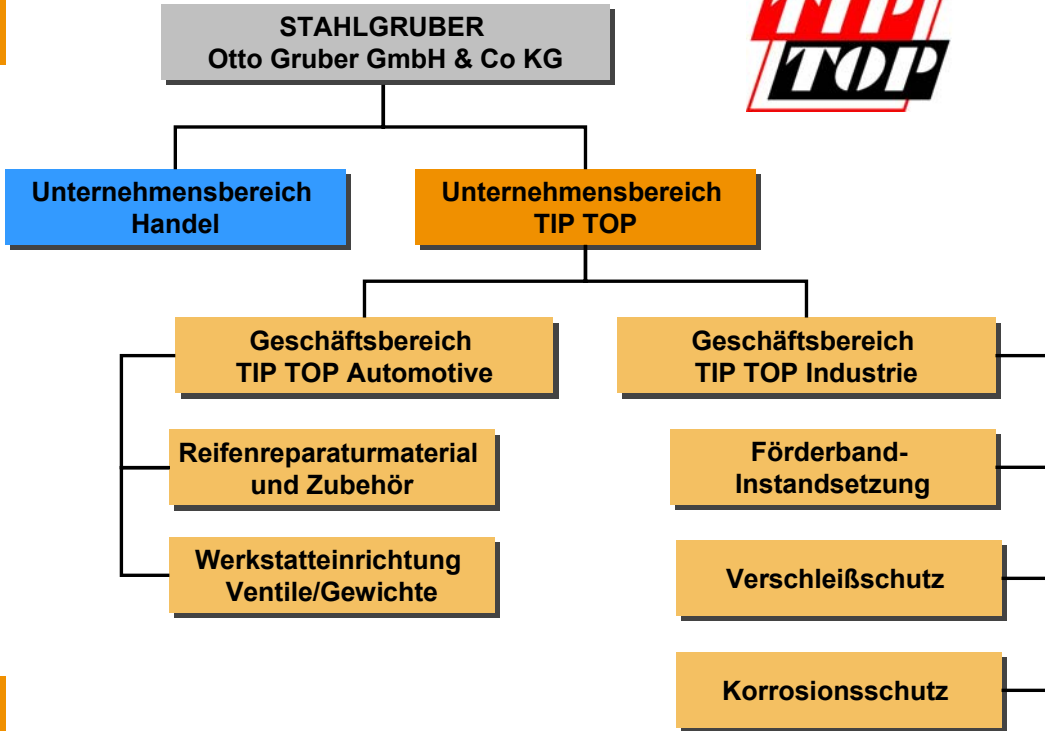 STAHLGRUBER
Otto Gruber GmbH & Co KG
TIP
TOP
Unternehmensbereich
Handel
Unternehmensbereich
TIP TOP
Geschäftsbereich
TIP TOP Automotive
Geschäftsbereich
TIP TOP Industrie
Reifenreparaturmaterial
und Zubehör
Förderband-
Instandsetzung
Werkstatteinrichtung
Ventile/Gewichte
Verschleißschutz
Korrosionsschutz